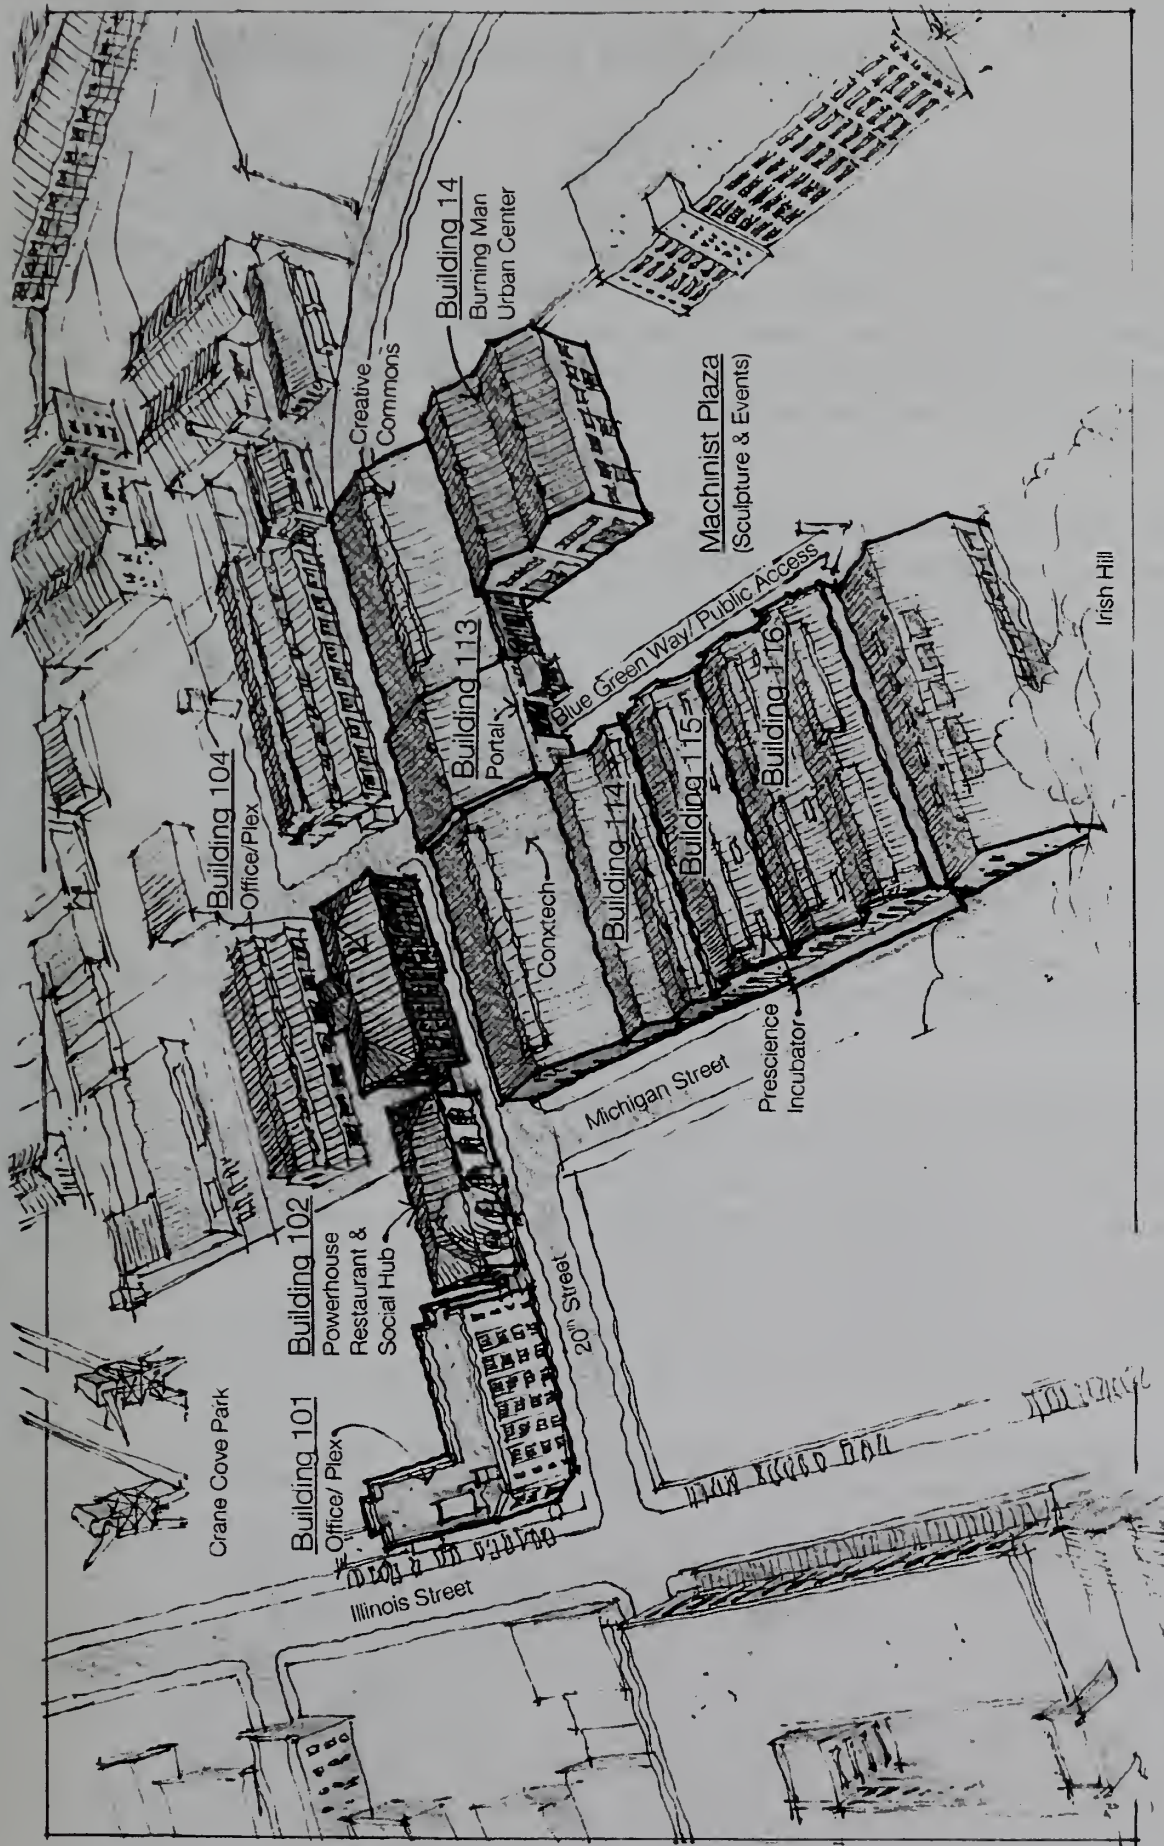 Crane Cove Park
Building 101
Office/ Plex
Illinois Street
Building 102
Powerhouse
Restaurant &
Social Hub
20th Street
Building 104
Office/Plex
Michigan Street
Conxtech
Building 114
Building 115
Building 116
Prescience
Incubator
Building 113
Portal
Creative
Commons
Building 14
Burning Man
Urban Center
Blue Green Way/ Public Access
Machinist Plaza
(Sculpture & Events)
Irish Hill